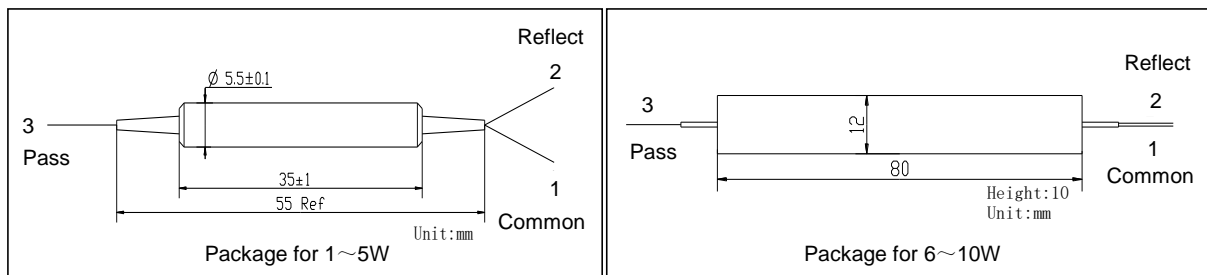 Reflect
2
Ø 5.5±0.1
3
Pass
35±1
55 Ref
1
Common
Unit:mm
Package for 1～5W
Reflect
3
2
12
Pass
1
Common
80
Height:10
Unit:mm
Package for 6～10W